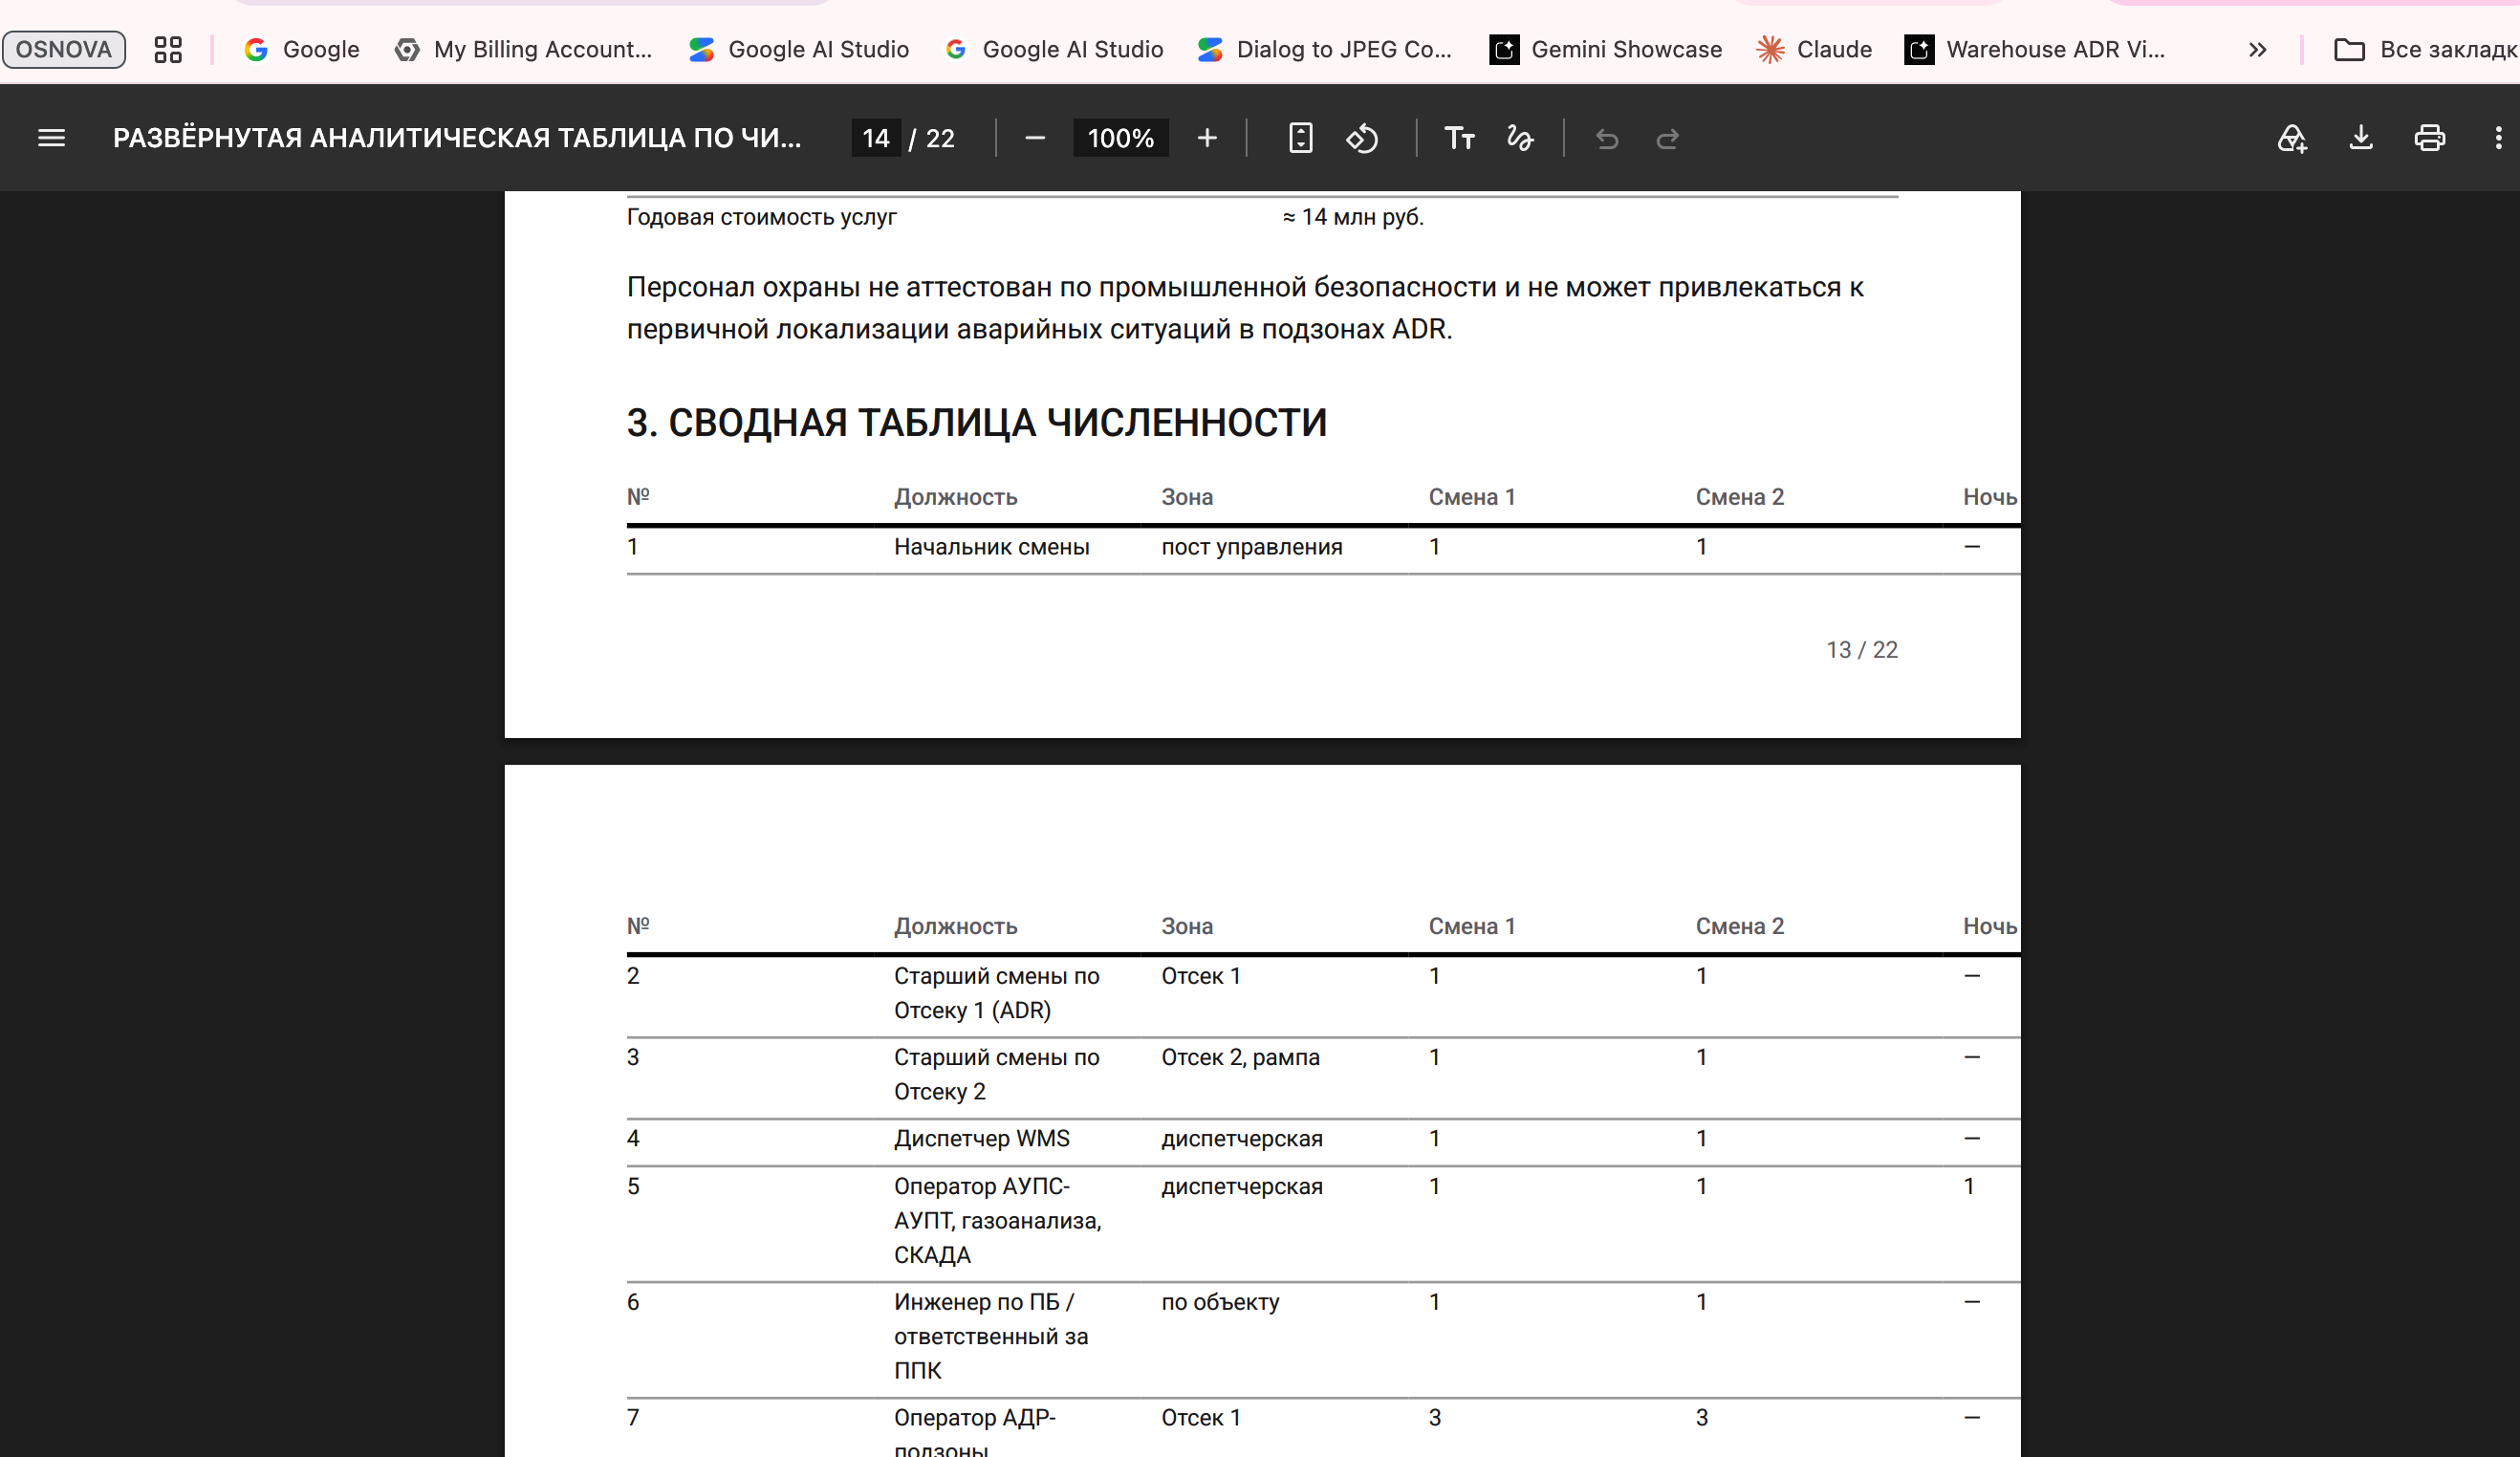 OSNOVA Google My Billing Account... Google AI Studio Google AI Studio Dialog to JPEG Co... Gemini Showcase Claude Warehouse ADR Vi... » Все закладк
РАЗВЁРНУТАЯ АНАЛИТИЧЕСКАЯ ТАБЛИЦА ПО ЧИ... 14 / 22 − 100% +
Годовая стоимость услуг ≈ 14 млн руб.
Персонал охраны не аттестован по промышленной безопасности и не может привлекаться к
первичной локализации аварийных ситуаций в подзонах ADR.
3. СВОДНАЯ ТАБЛИЦА ЧИСЛЕННОСТИ
№ Должность Зона Смена 1 Смена 2 Ночь
1 Начальник смены пост управления 1 1 —
13 / 22
№ Должность Зона Смена 1 Смена 2 Ночь
2 Старший смены по Отсек 1 1 1 —
Отсеку 1 (ADR)
3 Старший смены по Отсек 2, рампа 1 1 —
Отсеку 2
4 Диспетчер WMS диспетчерская 1 1 —
5 Оператор АУПС- диспетчерская 1 1 1
АУПТ, газоанализа,
СКАДА
6 Инженер по ПБ / по объекту 1 1 —
ответственный за
ППК
7 Оператор АДР- Отсек 1 3 3 —
подзоны